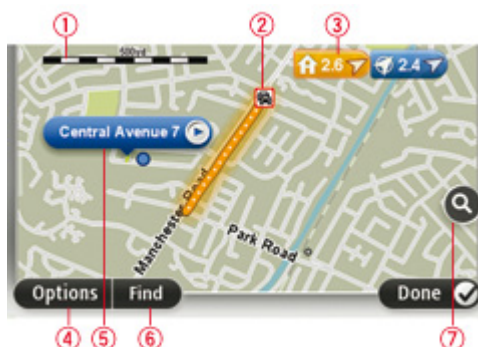 ① ② ③
500yd
2.6 2.4
Central Avenue 7
Manchester Road
Park Road
Options Find Done
④ ⑤ ⑥ ⑦